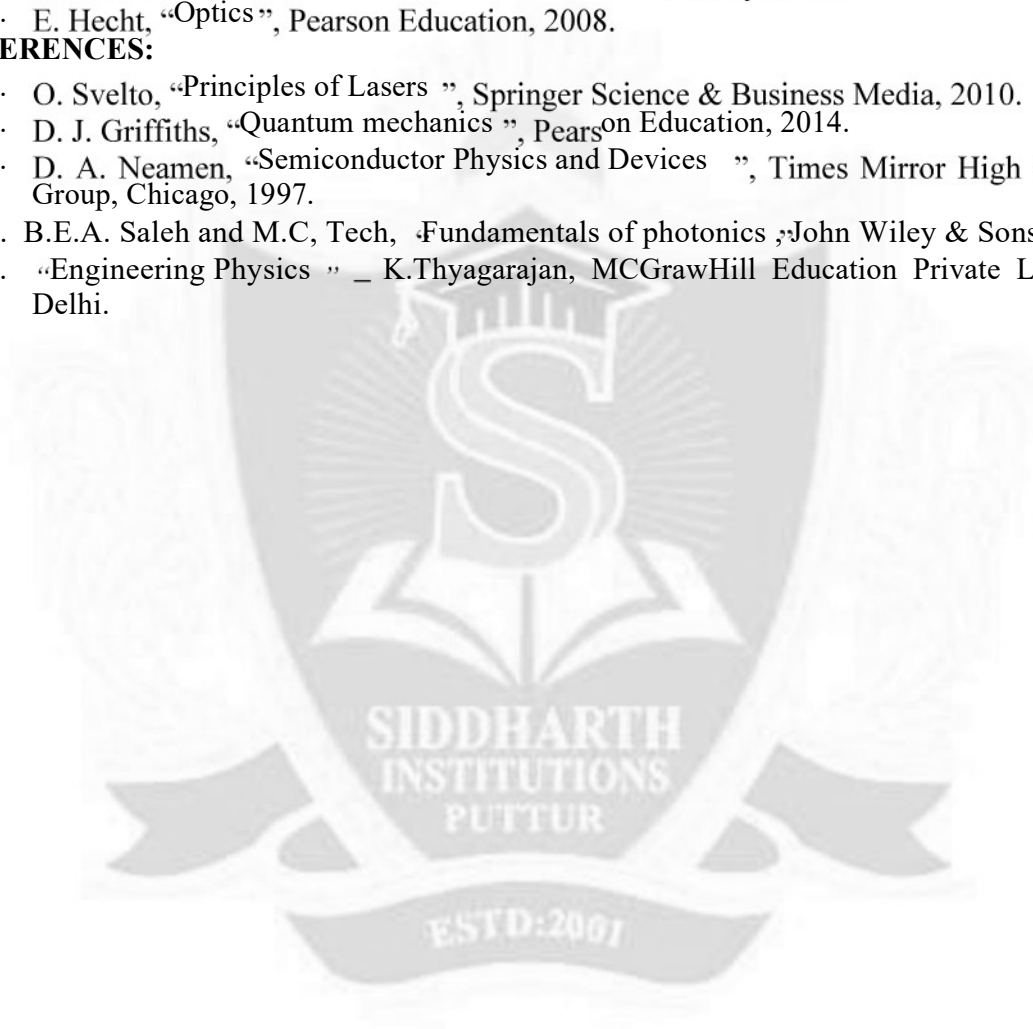 . E. Hecht, “Optics”, Pearson Education, 2008.
ERENCES:
. O. Svelto, “Principles of Lasers ”, Springer Science & Business Media, 2010.
. D. J. Griffiths, “Quantum mechanics ”, Pearson Education, 2014.
. D. A. Neamen, “Semiconductor Physics and Devices ”, Times Mirror High
Group, Chicago, 1997.
. B.E.A. Saleh and M.C, Tech, “Fundamentals of photonics ,”John Wiley & Sons
. “Engineering Physics ” _ K.Thyagarajan, MCGrawHill Education Private L
Delhi.
S
SIDDHARTH
INSTITUTIONS
PUTTUR
ESTD:2001